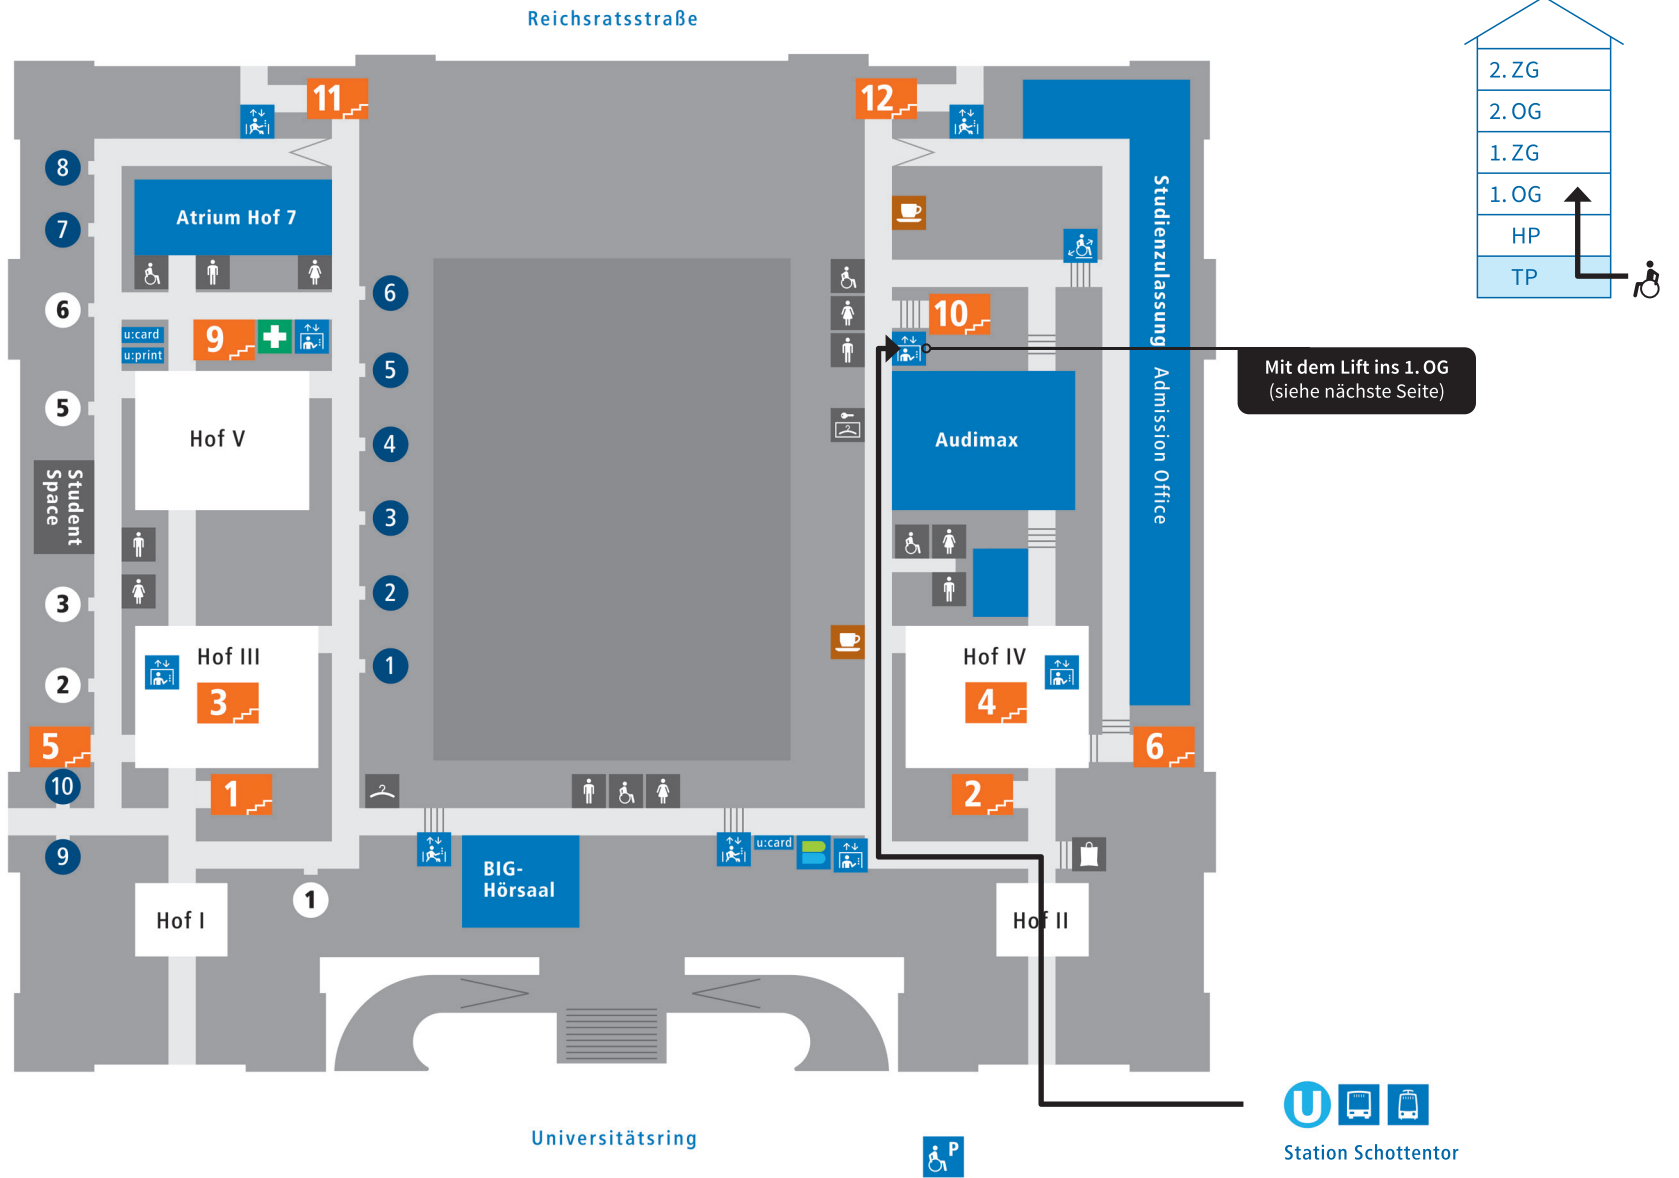 Reichsratsstraße
2. ZG
2. OG
1. ZG
1. OG
HP
TP
11
12
8
7
Atrium Hof 7
6
6
u:card
u:print
9
10
5
5
Hof V
4
3
2
1
Student
Space
3
2
Hof III
3
5
10
1
9
1
Hof I
BIG-
Hörsaal
u:card
Audimax
Hof IV
4
6
2
Hof II
Studienzulassung Admission Office
Mit dem Lift ins 1. OG
(siehe nächste Seite)
Universitätsring
P
U
Station Schottentor